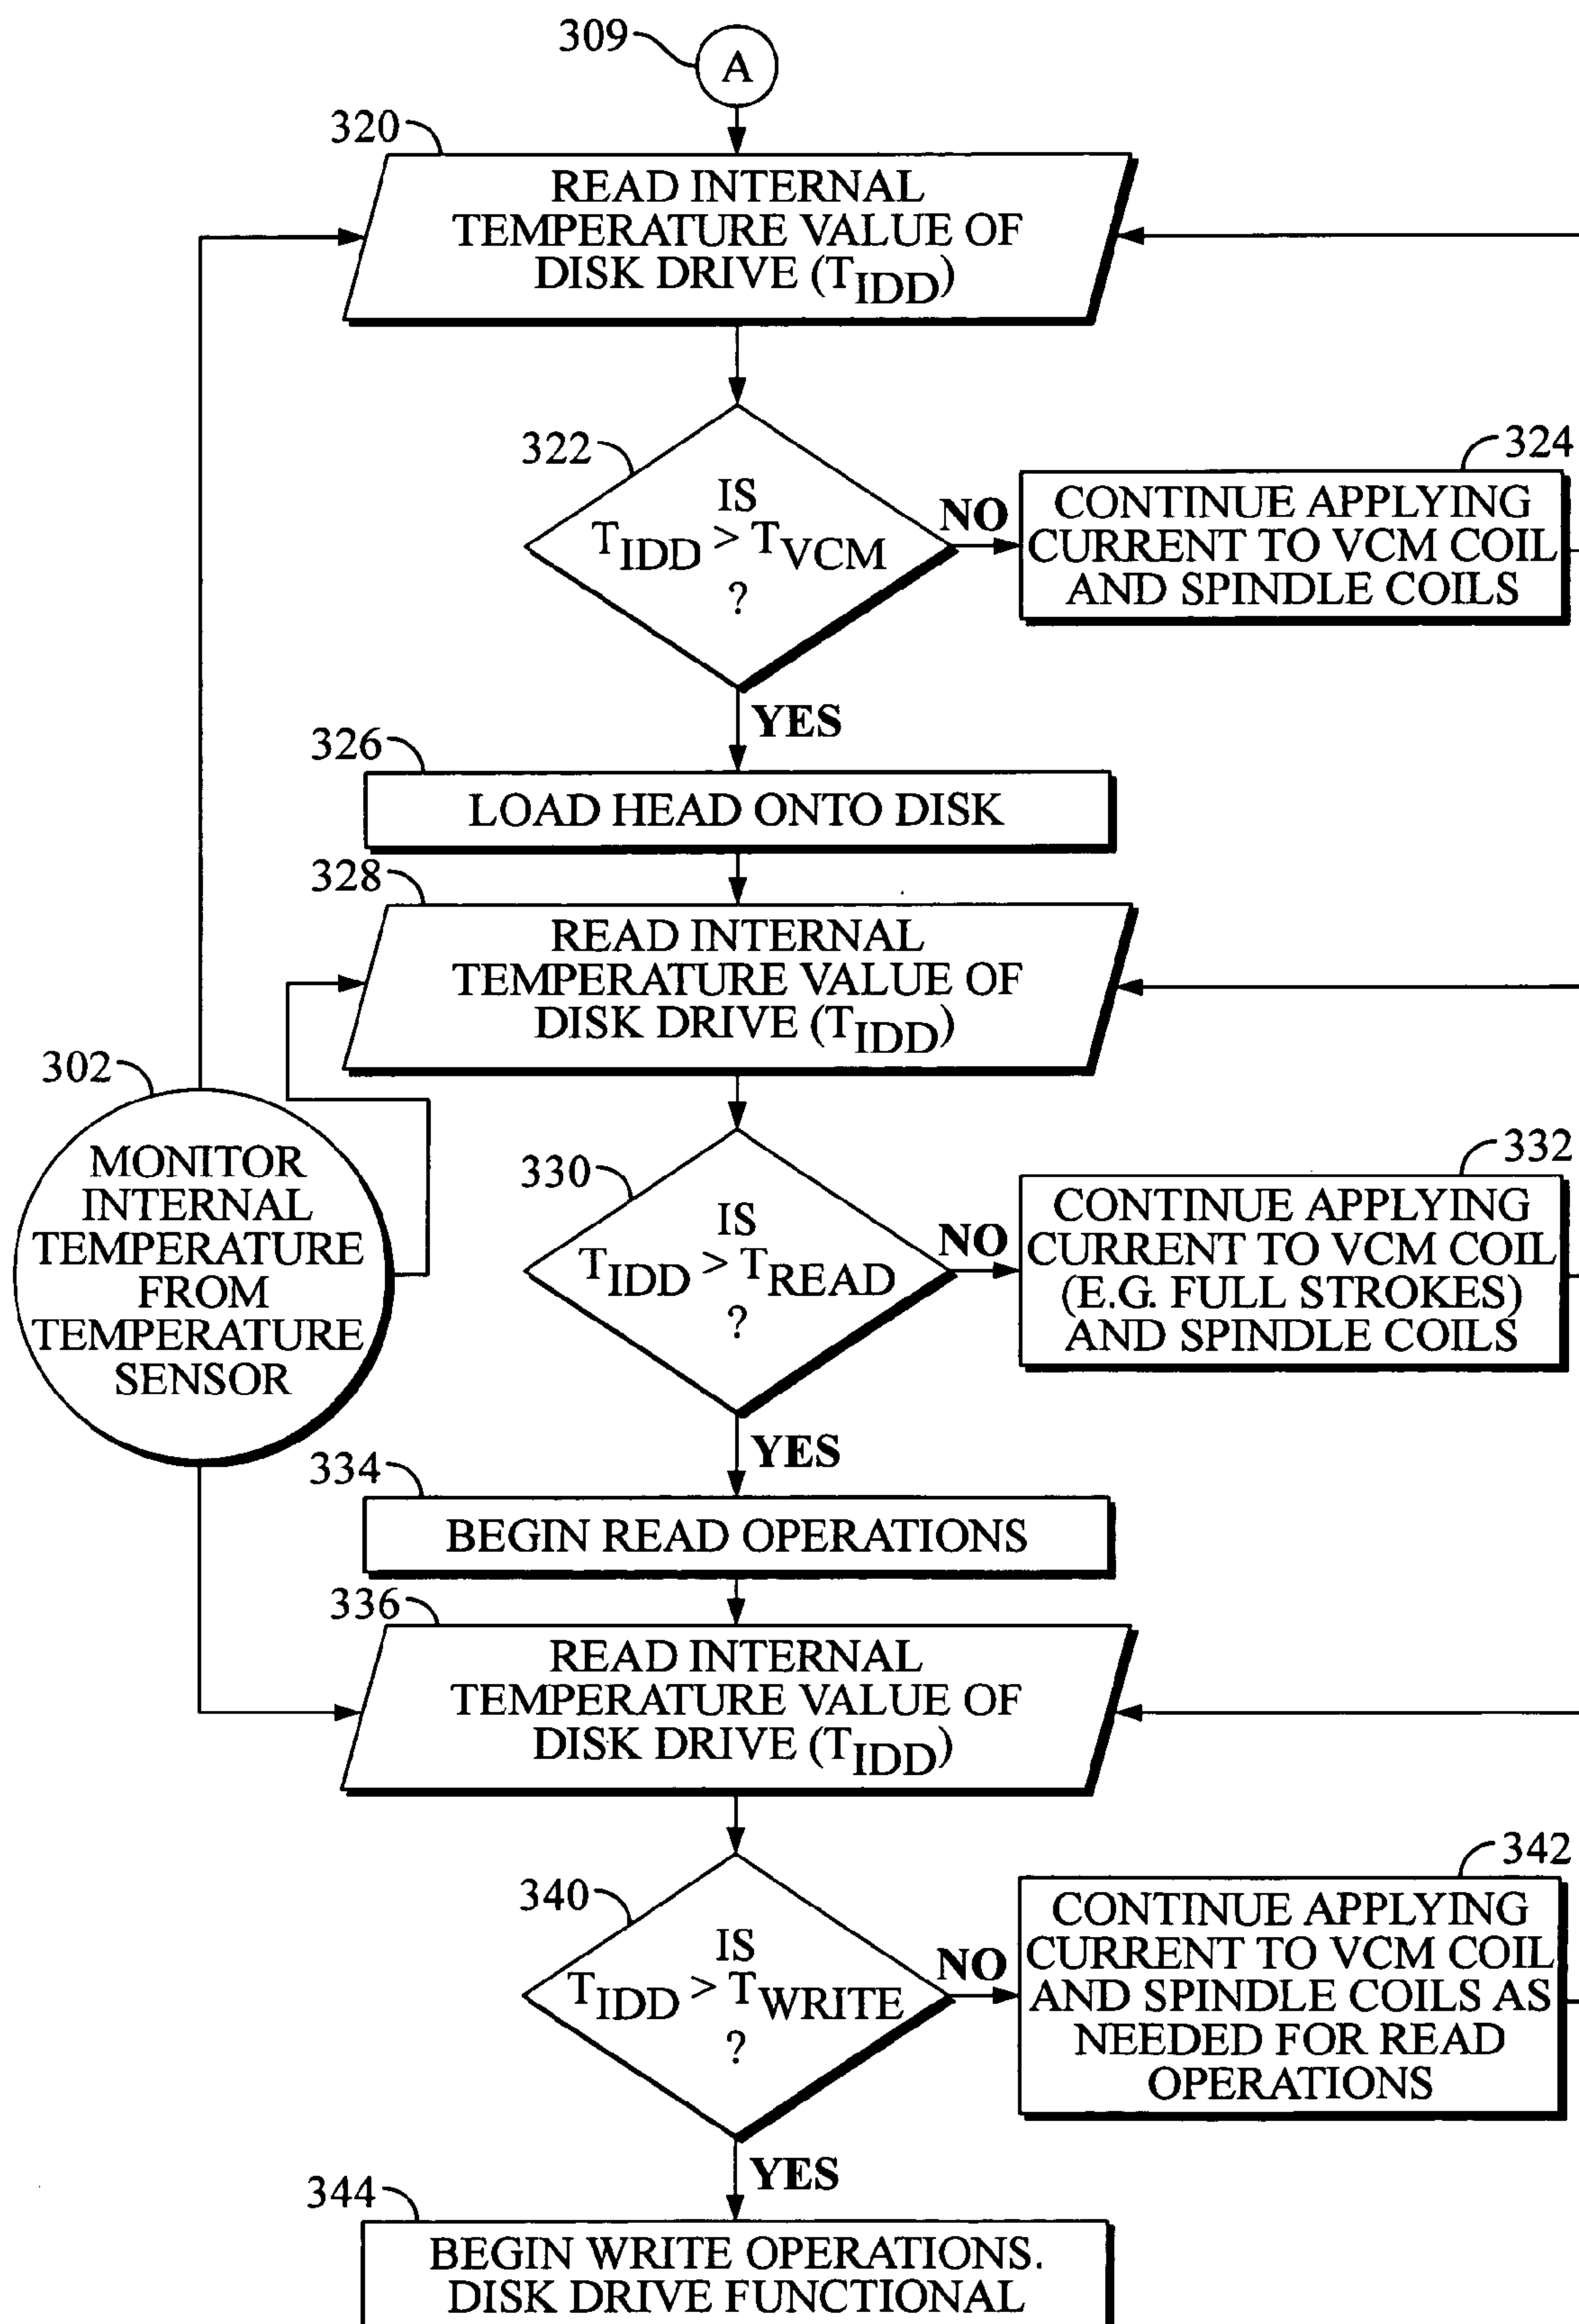 309
A
320
READ INTERNAL
TEMPERATURE VALUE OF
DISK DRIVE (TIDD)
322
IS
TIDD > TVCM
?
NO
324
CONTINUE APPLYING
CURRENT TO VCM COIL
AND SPINDLE COILS
YES
326
LOAD HEAD ONTO DISK
328
READ INTERNAL
TEMPERATURE VALUE OF
DISK DRIVE (TIDD)
302
MONITOR
INTERNAL
TEMPERATURE
FROM
TEMPERATURE
SENSOR
330
IS
TIDD > TREAD
?
NO
332
CONTINUE APPLYING
CURRENT TO VCM COIL
(E.G. FULL STROKES)
AND SPINDLE COILS
YES
334
BEGIN READ OPERATIONS
336
READ INTERNAL
TEMPERATURE VALUE OF
DISK DRIVE (TIDD)
340
IS
TIDD > TWRITE
?
NO
342
CONTINUE APPLYING
CURRENT TO VCM COIL
AND SPINDLE COILS AS
NEEDED FOR READ
OPERATIONS
YES
344
BEGIN WRITE OPERATIONS.
DISK DRIVE FUNCTIONAL